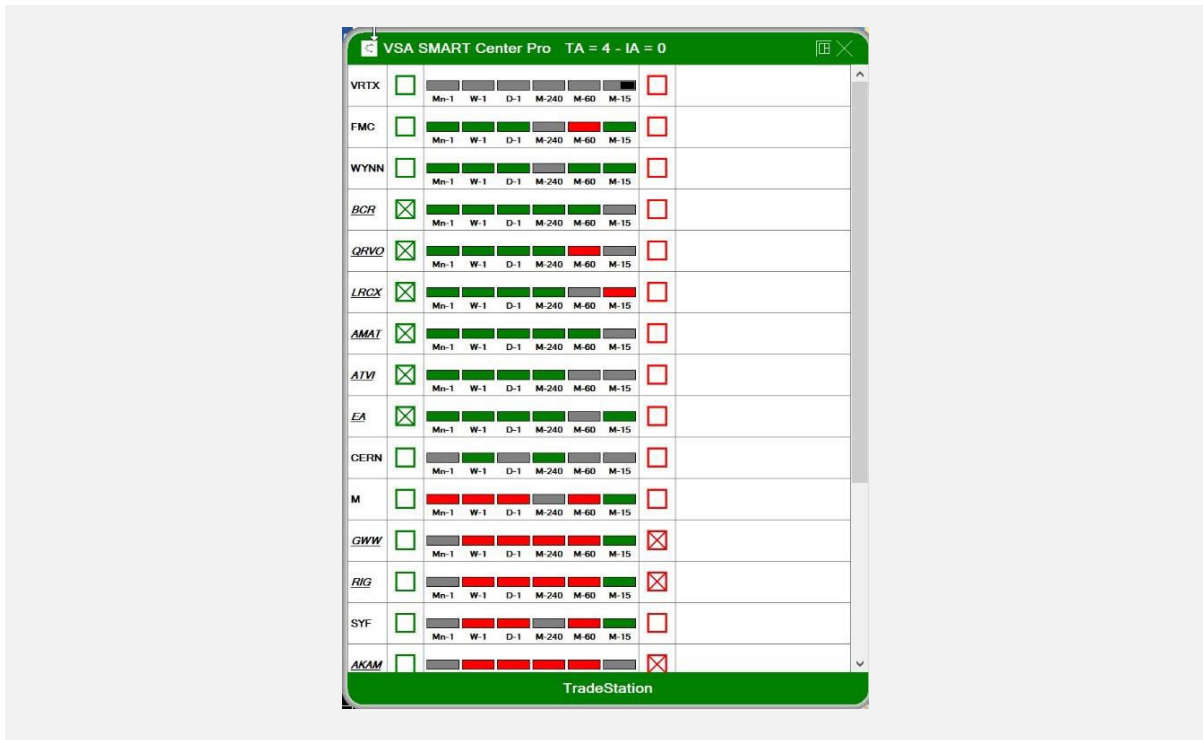 VSA SMART Center Pro TA = 4 - IA = 0
VRTX
Mn-1 W-1 D-1 M-240 M-60 M-15
FMC
Mn-1 W-1 D-1 M-240 M-60 M-15
WYNN
Mn-1 W-1 D-1 M-240 M-60 M-15
BCR
Mn-1 W-1 D-1 M-240 M-60 M-15
QRVO
Mn-1 W-1 D-1 M-240 M-60 M-15
LRCX
Mn-1 W-1 D-1 M-240 M-60 M-15
AMAT
Mn-1 W-1 D-1 M-240 M-60 M-15
ATVI
Mn-1 W-1 D-1 M-240 M-60 M-15
EA
Mn-1 W-1 D-1 M-240 M-60 M-15
CERN
Mn-1 W-1 D-1 M-240 M-60 M-15
M
Mn-1 W-1 D-1 M-240 M-60 M-15
GWW
Mn-1 W-1 D-1 M-240 M-60 M-15
RIG
Mn-1 W-1 D-1 M-240 M-60 M-15
SYF
Mn-1 W-1 D-1 M-240 M-60 M-15
AKAM
TradeStation